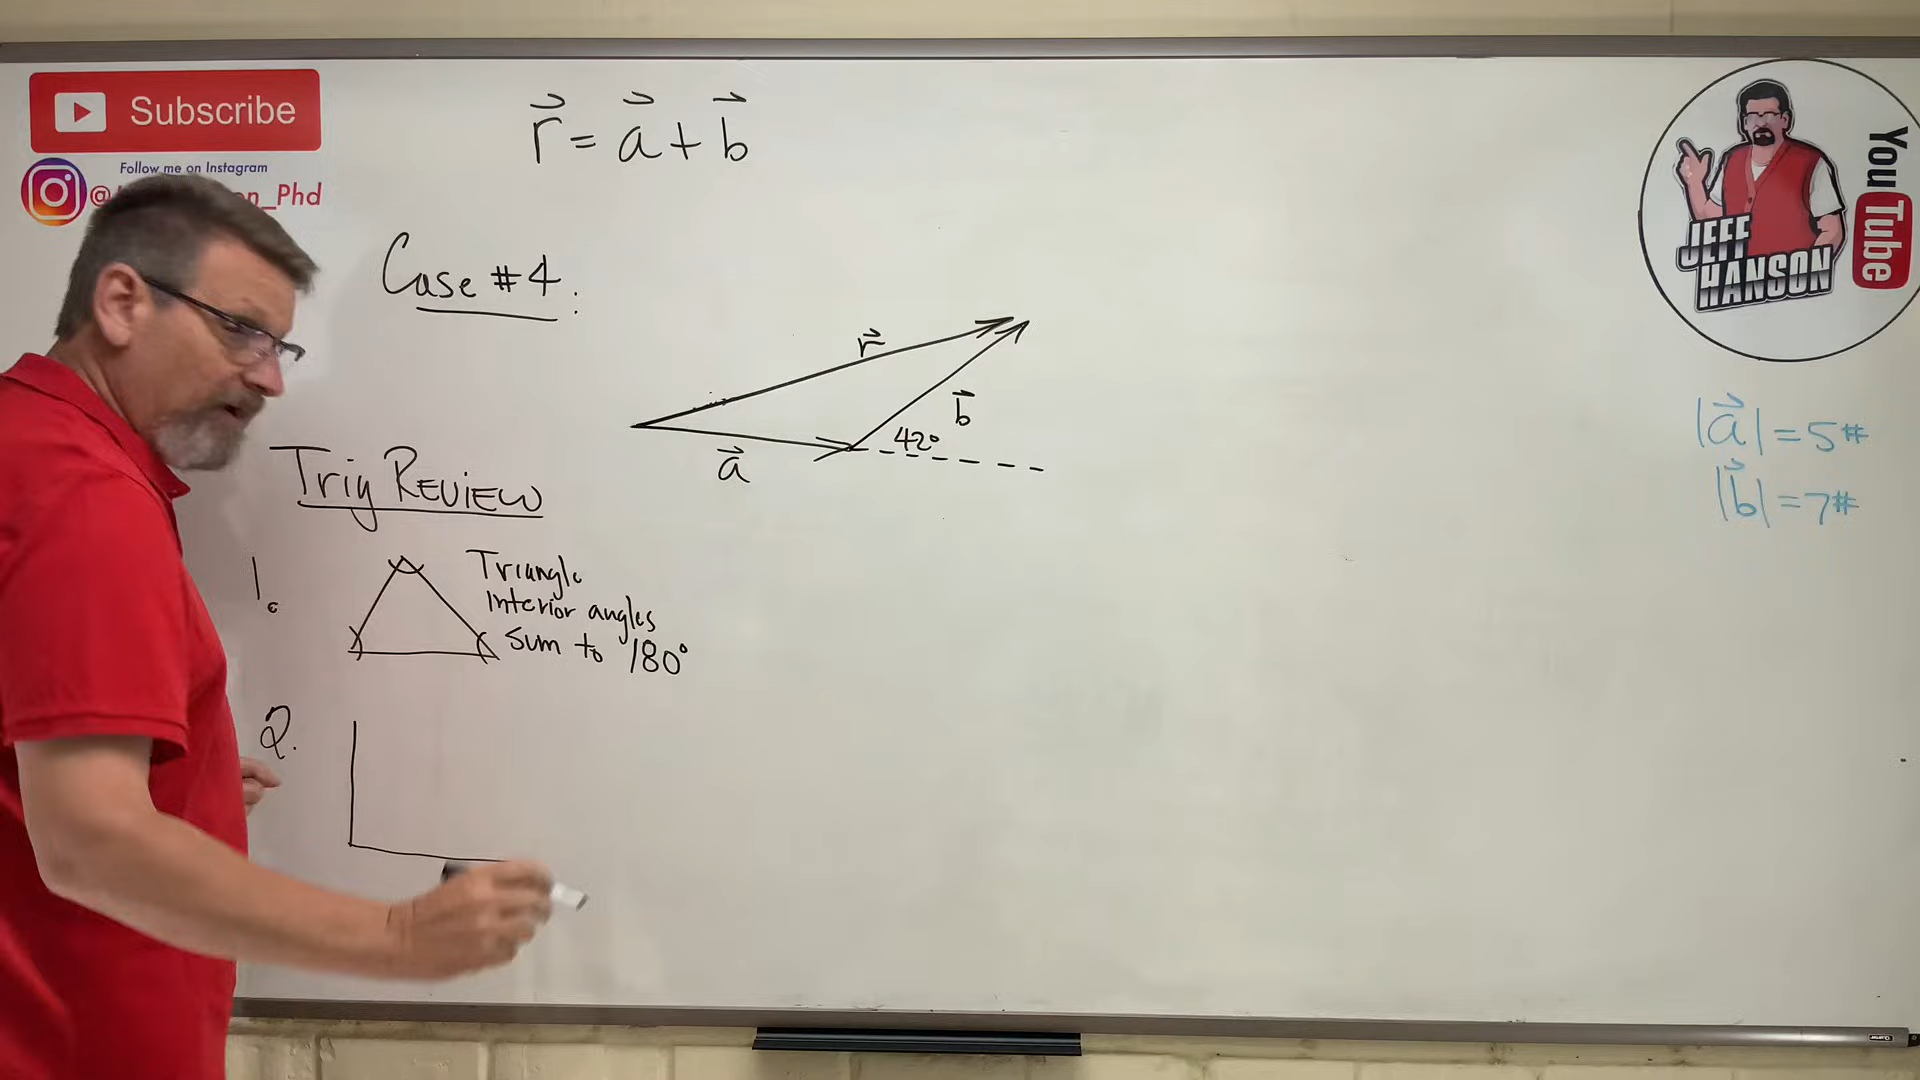 Subscribe
Follow me on Instagram
@
n_Phd
r = a + b
Case #4.
r
b
42°
a
Trig REVIEW
1.
Triangle
Interior angles
Sum to 180°
2.
YouTube
JEFF
HANSON
|a| = 5#
|b| = 7#